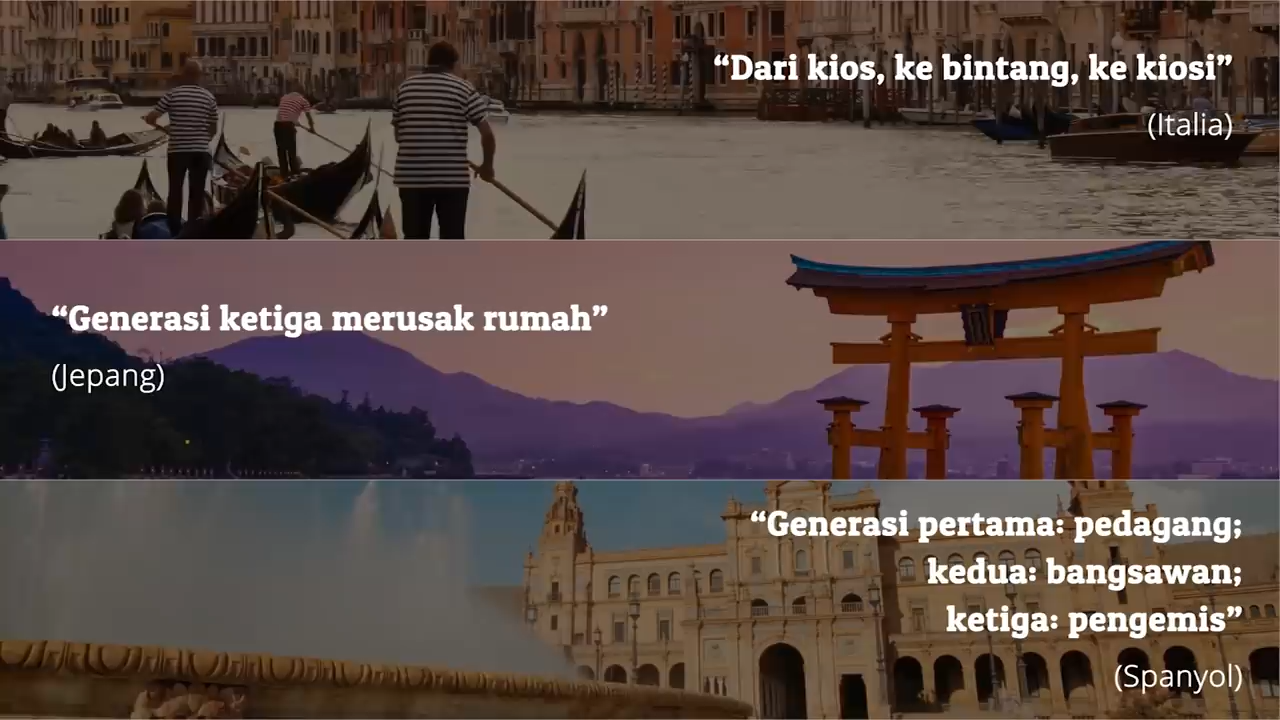 “Dari kios, ke bintang, ke kiosi”
(Italia)
“Generasi ketiga merusak rumah”
(Jepang)
“Generasi pertama: pedagang;
kedua: bangsawan;
ketiga: pengemis”
(Spanyol)